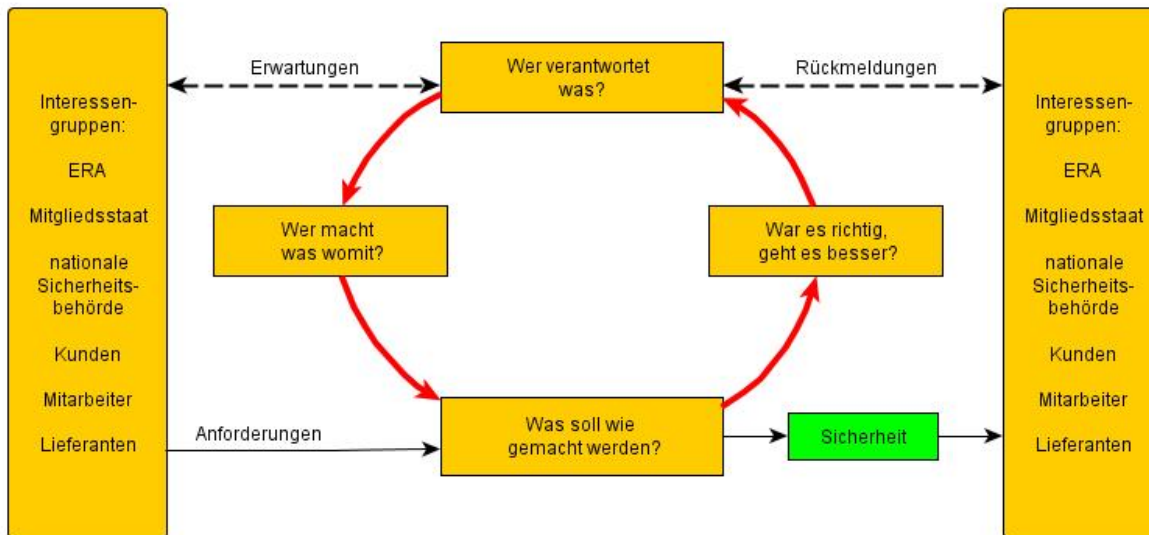 Interessen-
gruppen:
ERA
Mitgliedsstaat
nationale
Sicherheits-
behörde
Kunden
Mitarbeiter
Lieferanten
Erwartungen
Wer verantwortet
was?
Rückmeldungen
Wer macht
was womit?
War es richtig,
geht es besser?
Anforderungen
Was soll wie
gemacht werden?
Sicherheit
Interessen-
gruppen:
ERA
Mitgliedsstaat
nationale
Sicherheits-
behörde
Kunden
Mitarbeiter
Lieferanten